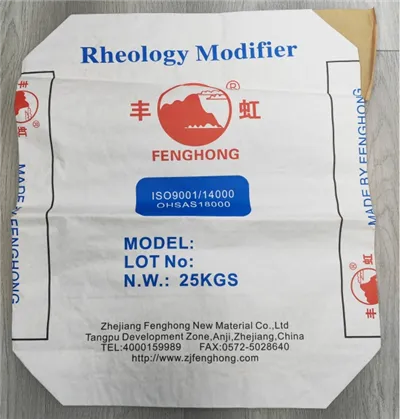 Rheology Modifier
丰 ® 虹
FENGHONG
ISO9001/14000
OHSAS18000
MODEL:
LOT No:
N.W.: 25KGS
Zhejiang Fenghong New Material Co.,Ltd
Tangpu Development Zone,Anji,Zhejiang,China
TEL:4000159989 FAX:0572-5028640
http://www.zjfenghong.com
MADE BY FENGHONG
丰
MADE BY FENGHONG
虹